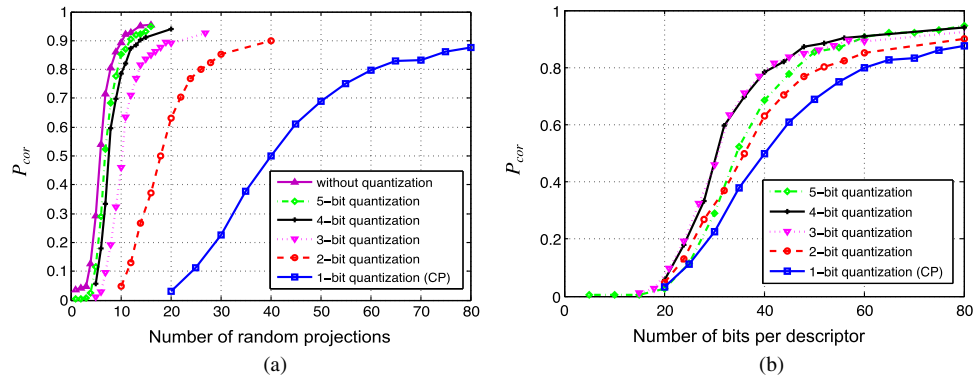 1
0.9
0.8
0.7
0.6
0.5
0.4
0.3
0.2
0.1
0
P_cor
0 10 20 30 40 50 60 70 80
Number of random projections
without quantization
5-bit quantization
4-bit quantization
3-bit quantization
2-bit quantization
1-bit quantization (CP)
(a)
1
0.8
0.6
0.4
0.2
0
P_cor
0 20 40 60 80
Number of bits per descriptor
5-bit quantization
4-bit quantization
3-bit quantization
2-bit quantization
1-bit quantization (CP)
(b)